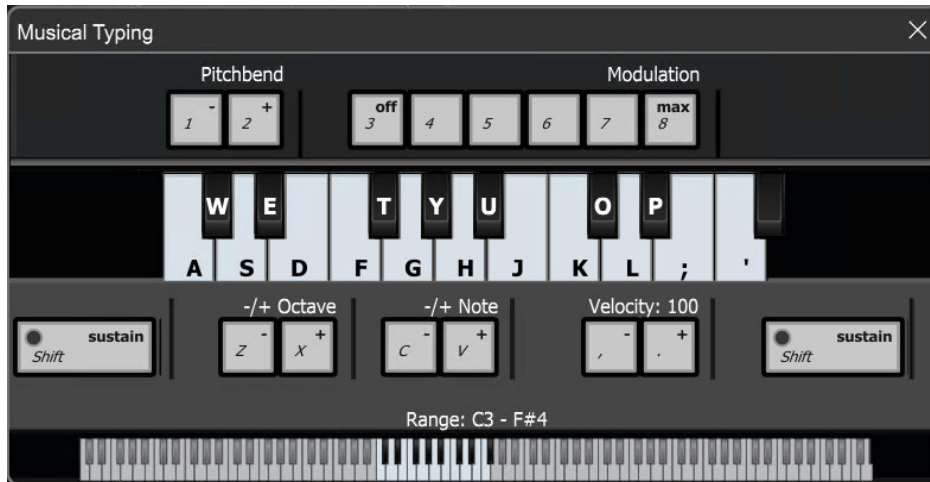 Musical Typing
Pitchbend Modulation
- + off max
1 2 3 4 5 6 7 8
W E T Y U O P
A S D F G H J K L ; '
-/+ Octave -/+ Note Velocity: 100
sustain - + - + - + sustain
Shift Z X C V , . Shift
Range: C3 - F#4